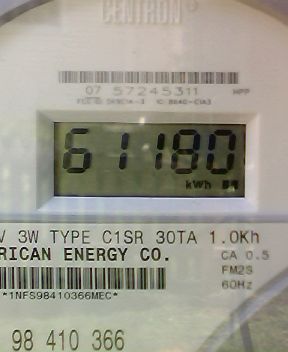 CENTRON
07 57245311 HPP
61180
kWh
V 3W TYPE C1SR 30TA 1.0Kh
RICAN ENERGY CO. CA 0.5
FM2S
60Hz
*1NFS98410366MEC*
98 410 366